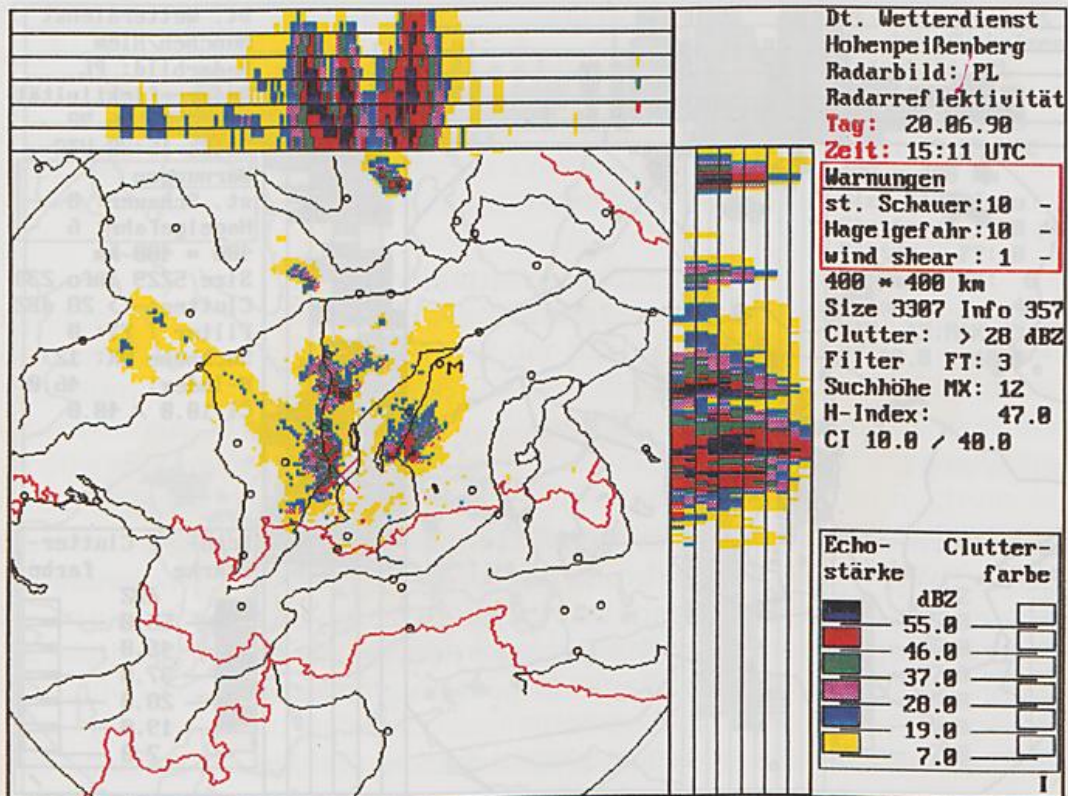 Dt. Wetterdienst
Hohenpeißenberg
Radarbild: PL
Radarreflektivität
Tag: 20.06.90
Zeit: 15:11 UTC
Warnungen
st. Schauer:10 -
Hagelgefahr:10 -
wind shear : 1 -
400 * 400 km
Size 3307 Info 357
Clutter: > 28 dBZ
Filter FT: 3
Suchhöhe MX: 12
H-Index: 47.0
CI 10.0 / 40.0
M
Echo- Clutter-
stärke farbe
dBZ
55.0
46.0
37.0
28.0
19.0
7.0
I